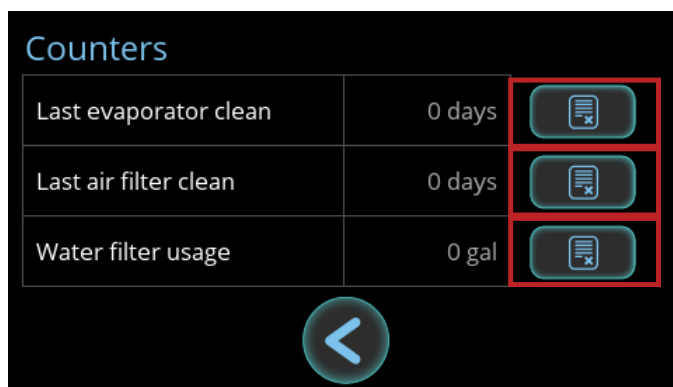 Counters
Last evaporator clean 0 days
Last air filter clean 0 days
Water filter usage 0 gal